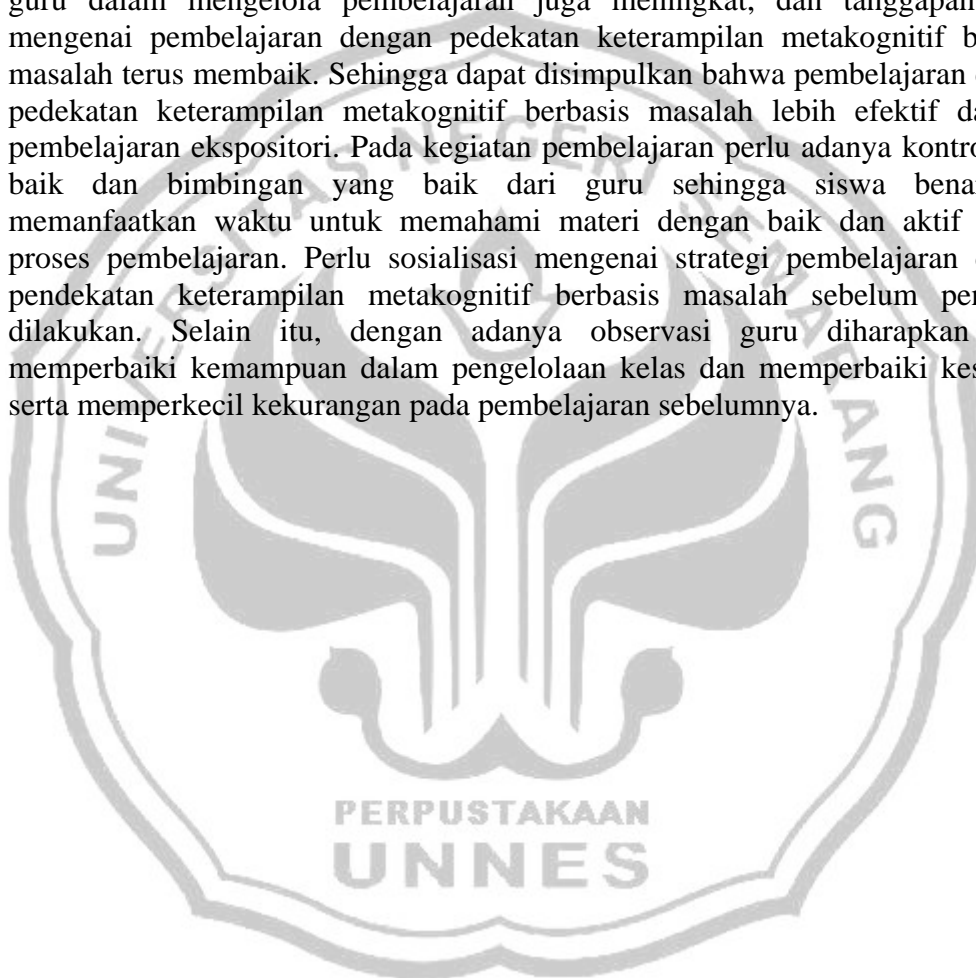 guru dalam mengelola pembelajaran juga meningkat, dan tanggapan
mengenai pembelajaran dengan pedekatan keterampilan metakognitif b
masalah terus membaik. Sehingga dapat disimpulkan bahwa pembelajaran
pedekatan keterampilan metakognitif berbasis masalah lebih efektif da
pembelajaran ekspositori. Pada kegiatan pembelajaran perlu adanya kontro
baik dan bimbingan yang baik dari guru sehingga siswa bena
memanfaatkan waktu untuk memahami materi dengan baik dan aktif
proses pembelajaran. Perlu sosialisasi mengenai strategi pembelajaran
pendekatan keterampilan metakognitif berbasis masalah sebelum pe
dilakukan. Selain itu, dengan adanya observasi guru diharapkan
memperbaiki kemampuan dalam pengelolaan kelas dan memperbaiki kes
serta memperkecil kekurangan pada pembelajaran sebelumnya.
UNIVERSITAS NEGERI SEMARANG
PERPUSTAKAAN
UNNES